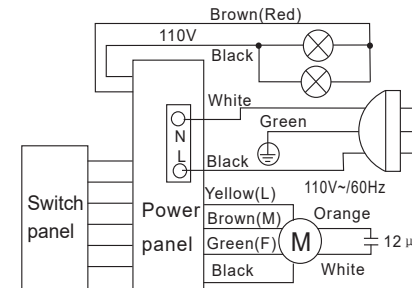 Brown(Red)
110V
Black
White
Green
N
L
Black
110V~/60Hz
Yellow(L)
Switch
panel
Power
panel
Brown(M)
Orange
M
12 μ
Green(F)
White
Black